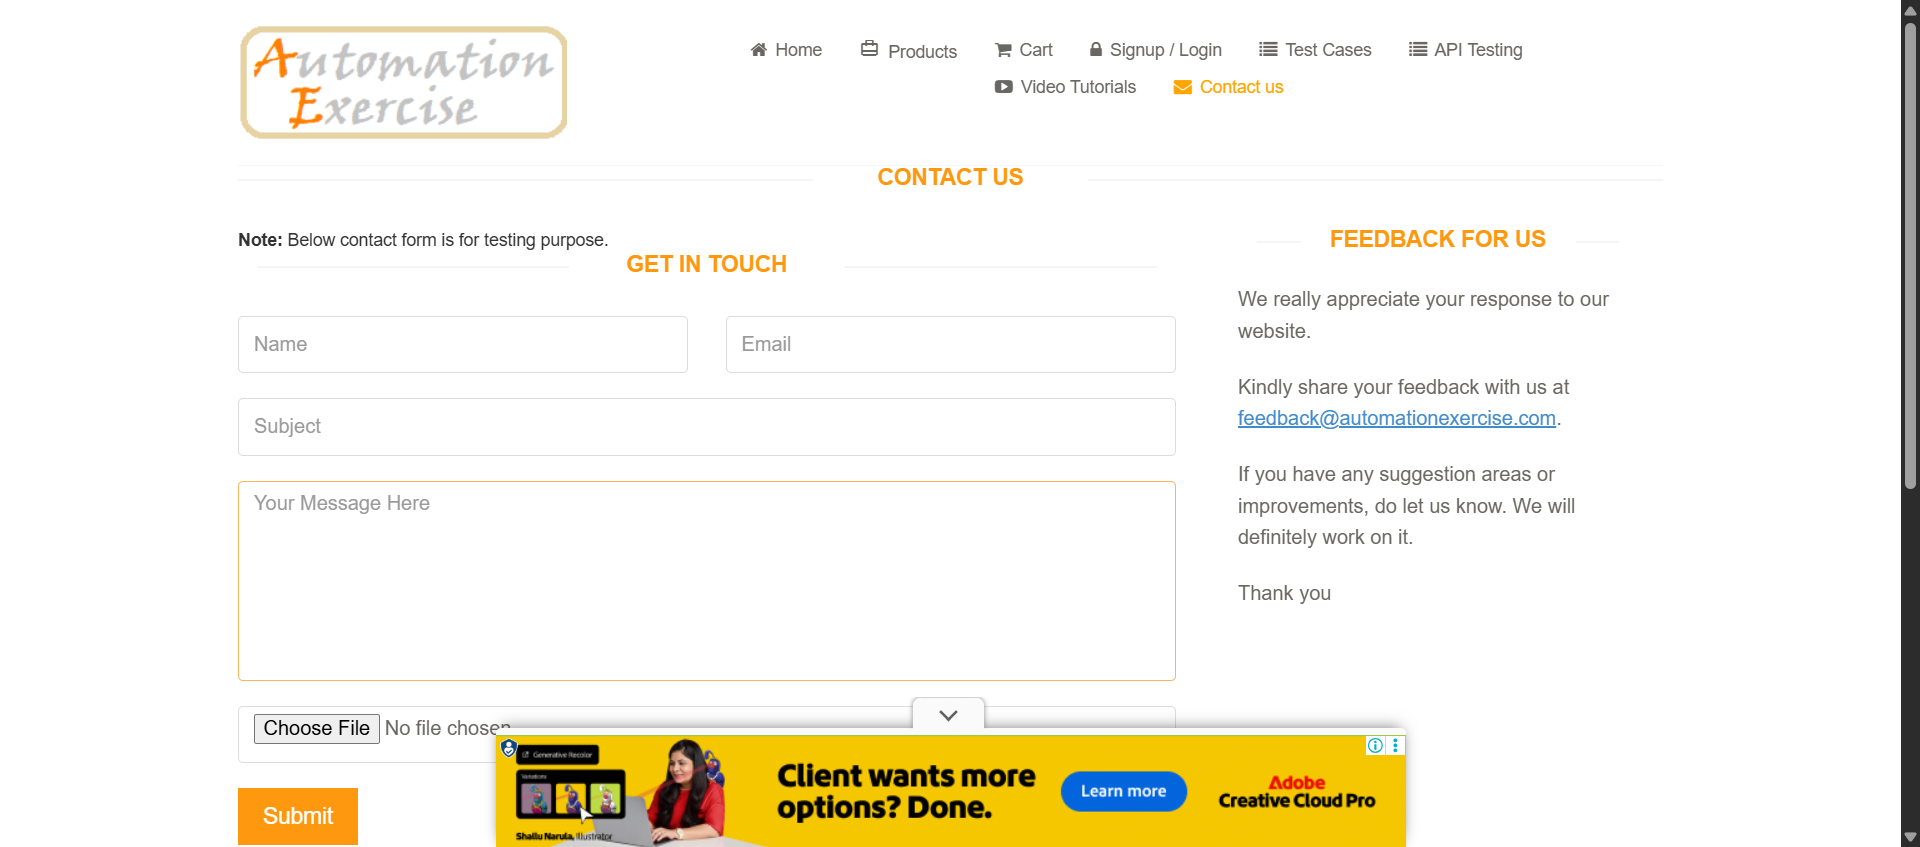 Automation
Exercise
Home
Products
Cart
Signup / Login
Test Cases
API Testing
Video Tutorials
Contact us
CONTACT US
Note: Below contact form is for testing purpose.
GET IN TOUCH
Name
Email
Subject
Your Message Here
Choose File No file chosen
Submit
FEEDBACK FOR US
We really appreciate your response to our
website.
Kindly share your feedback with us at
feedback@automationexercise.com.
If you have any suggestion areas or
improvements, do let us know. We will
definitely work on it.
Thank you
Generative Recolor
Variations
Shallu Narula, Illustrator
Client wants more
options? Done.
Learn more
Adobe
Creative Cloud Pro